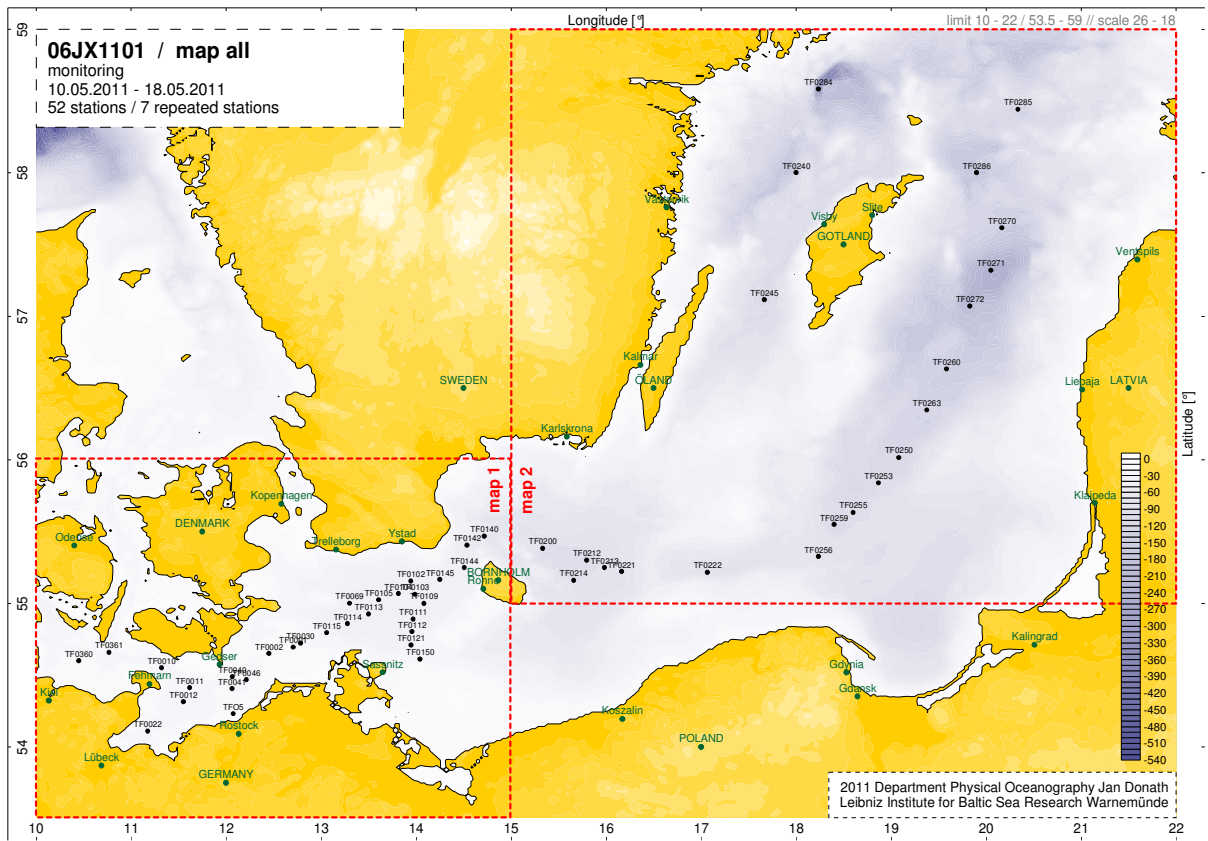 Longitude [°]
limit 10 - 22 / 53.5 - 59 // scale 26 - 18
06JX1101 / map all
monitoring
10.05.2011 - 18.05.2011
52 stations / 7 repeated stations
59
58
57
56
55
54
Latitude [°]
TF0284
TF0285
TF0240
TF0286
Västervik
Slite
Visby
TF0270
GOTLAND
Ventspils
TF0271
TF0245
TF0272
Kalmar
TF0260
SWEDEN
ÖLAND
Liepaja
LATVIA
TF0263
Karlskrona
TF0250
map 1
map 2
TF0253
Kopenhagen
Klaipeda
TF0255
DENMARK
TF0259
Odense
Trelleborg
Ystad
TF0140
TF0142
TF0200
TF0212
TF0213
TF0256
TF0144
TF0221
TF0222
BORNHOLM
Ronne
TF0214
TF0102
TF0145
TF0103
TF0105
TF0069
TF0109
TF0113
TF0111
TF0114
TF0112
TF0115
TF0030
TF0121
TF0002
TF0150
TF0361
TF0360
TF0010
Gedser
Sassnitz
Kalingrad
Gdynia
Fehmarn
TF0046
TF0011
TF0041
TF0012
Kiel
TFO5
Gdansk
TF0022
Rostock
Koszalin
POLAND
Lübeck
GERMANY
0
-30
-60
-90
-120
-150
-180
-210
-240
-270
-300
-330
-360
-390
-420
-450
-480
-510
-540
2011 Department Physical Oceanography Jan Donath
Leibniz Institute for Baltic Sea Research Warnemünde
10 11 12 13 14 15 16 17 18 19 20 21 22